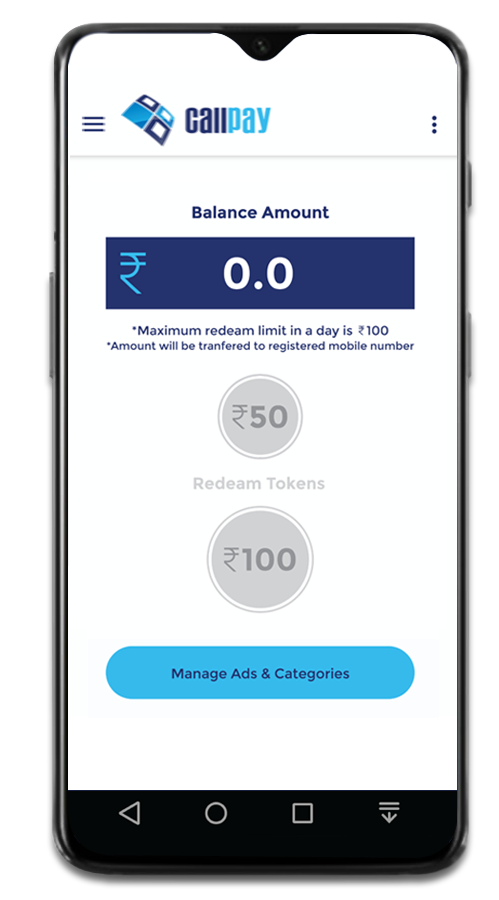 callpay
Balance Amount
₹ 0.0
*Maximum redeam limit in a day is ₹100
*Amount will be tranfered to registered mobile number
₹50
Redeam Tokens
₹100
Manage Ads & Categories